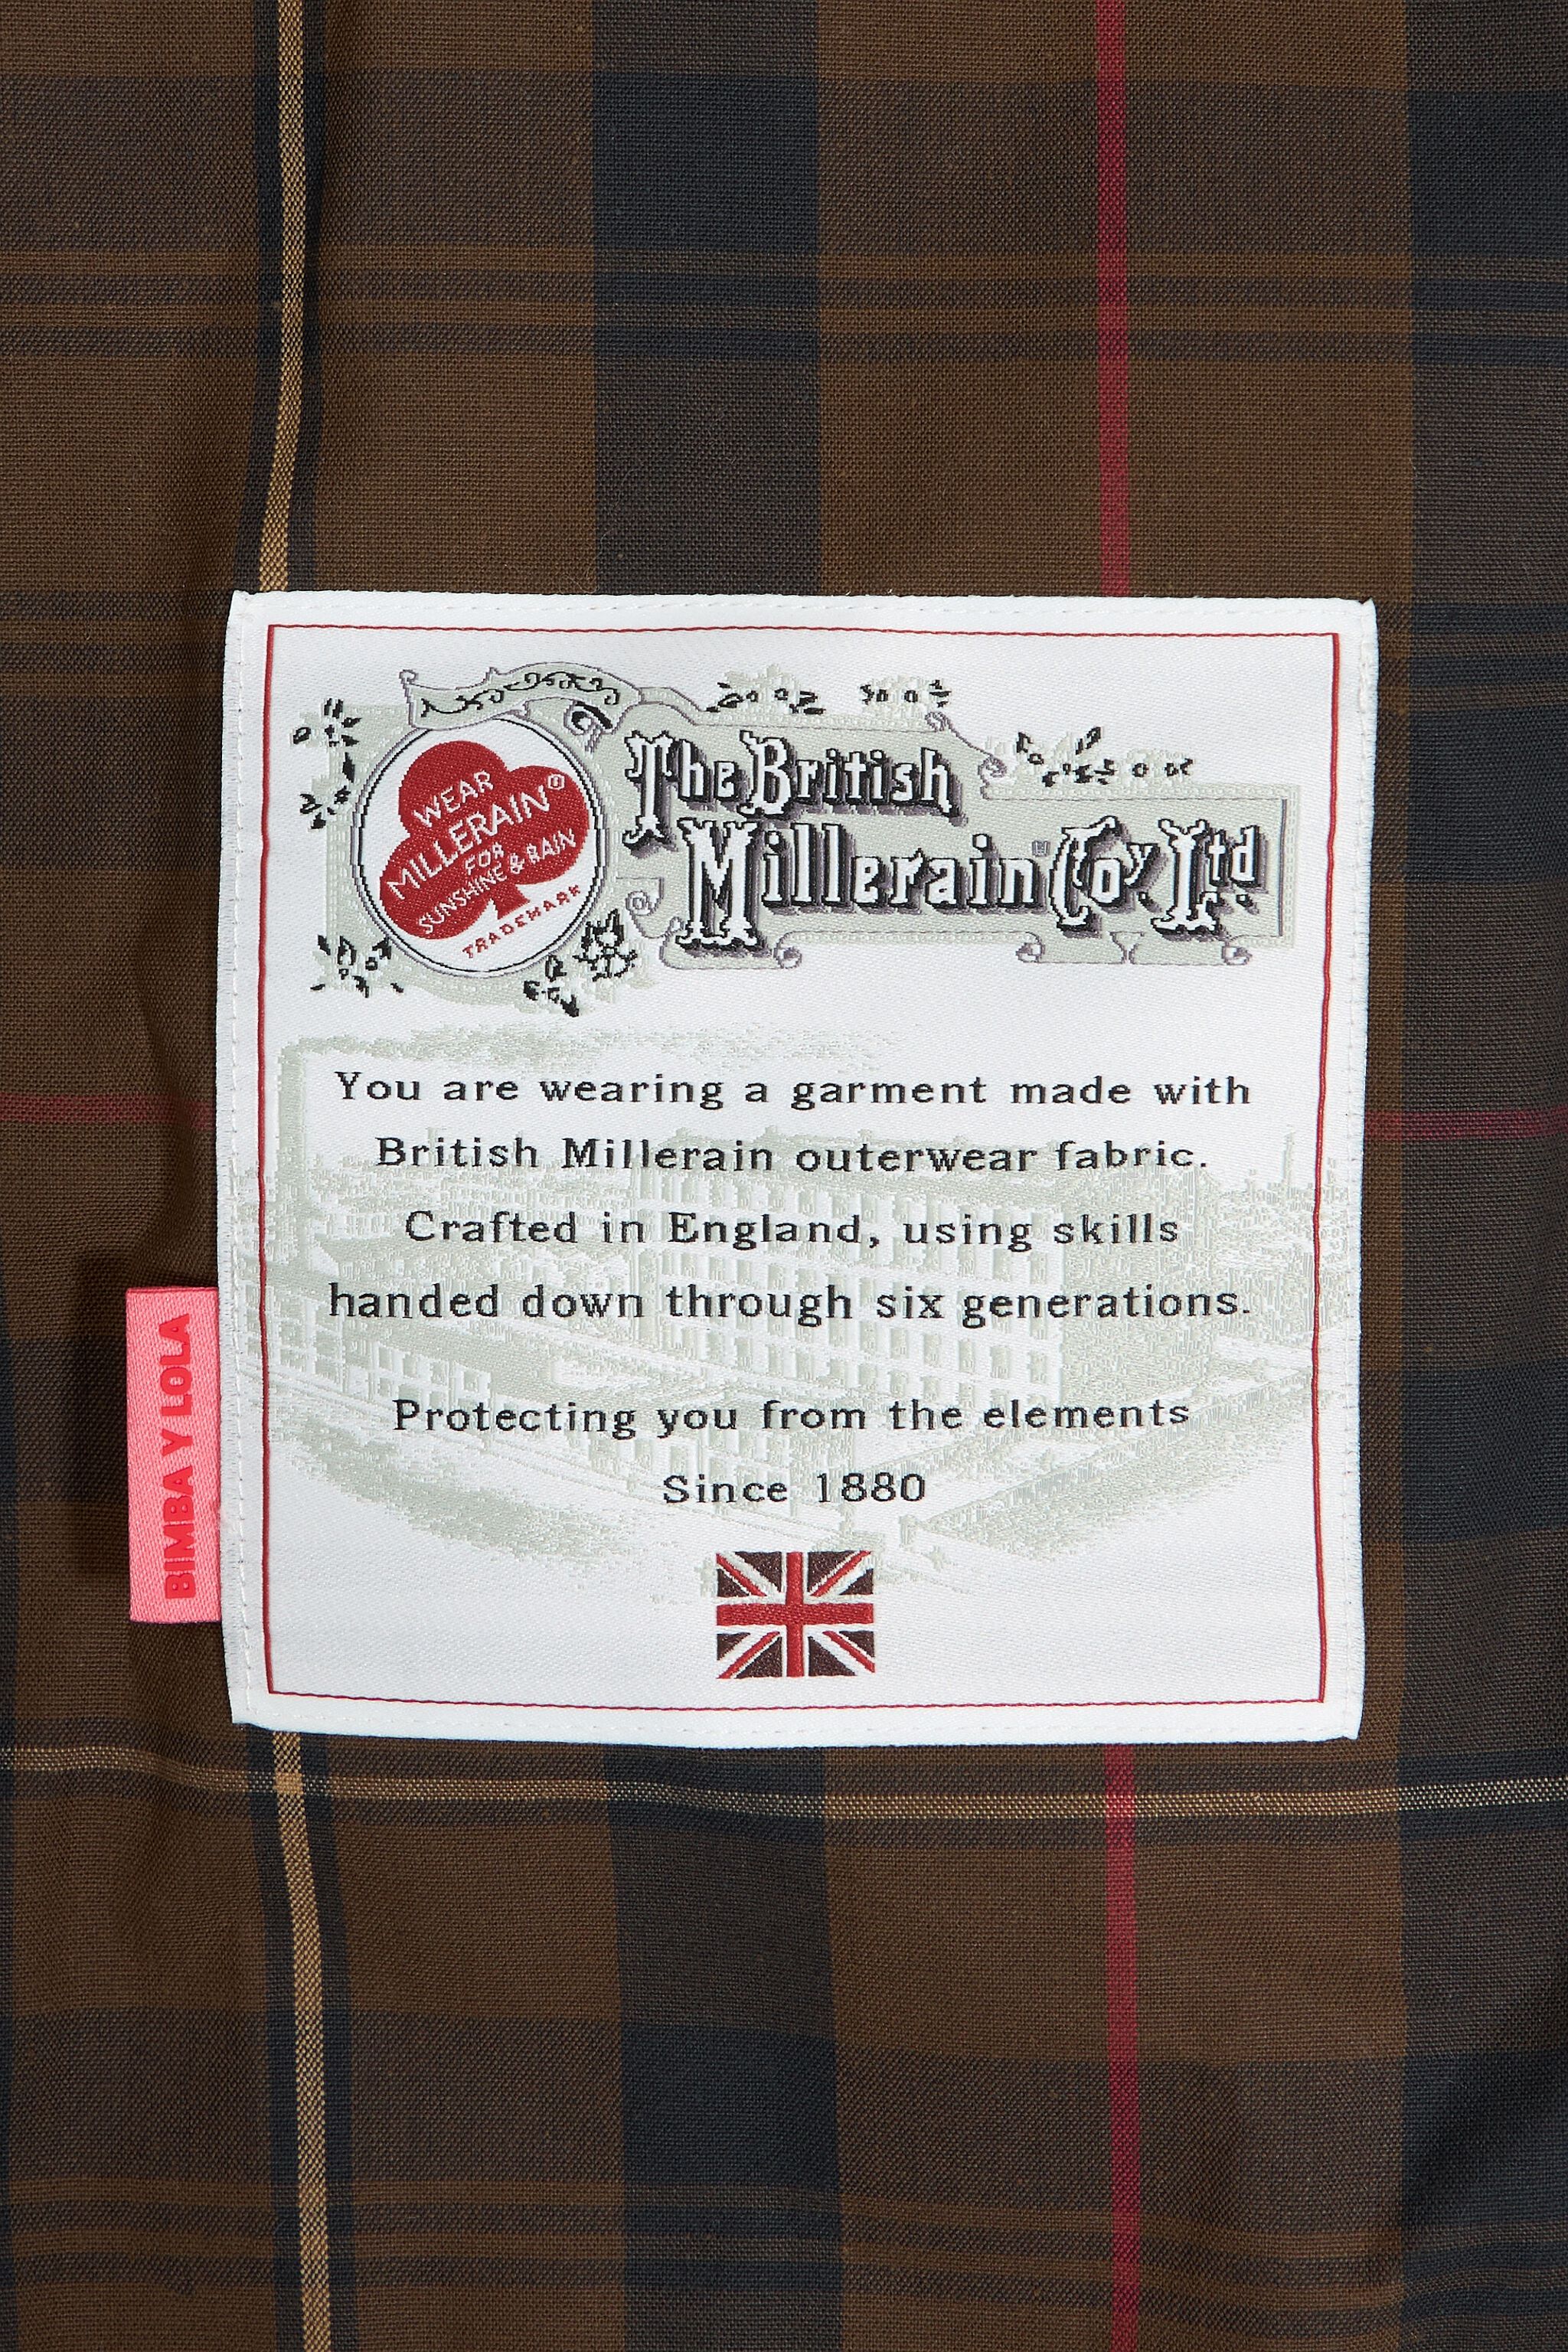 WEAR
MILLERAIN®
FOR
SUNSHINE & RAIN
TRADEMARK
The British
Millerain® Coy Ltd
You are wearing a garment made with
British Millerain outerwear fabric.
Crafted in England, using skills
handed down through six generations.
Protecting you from the elements
Since 1880
BIMBA Y LOLA